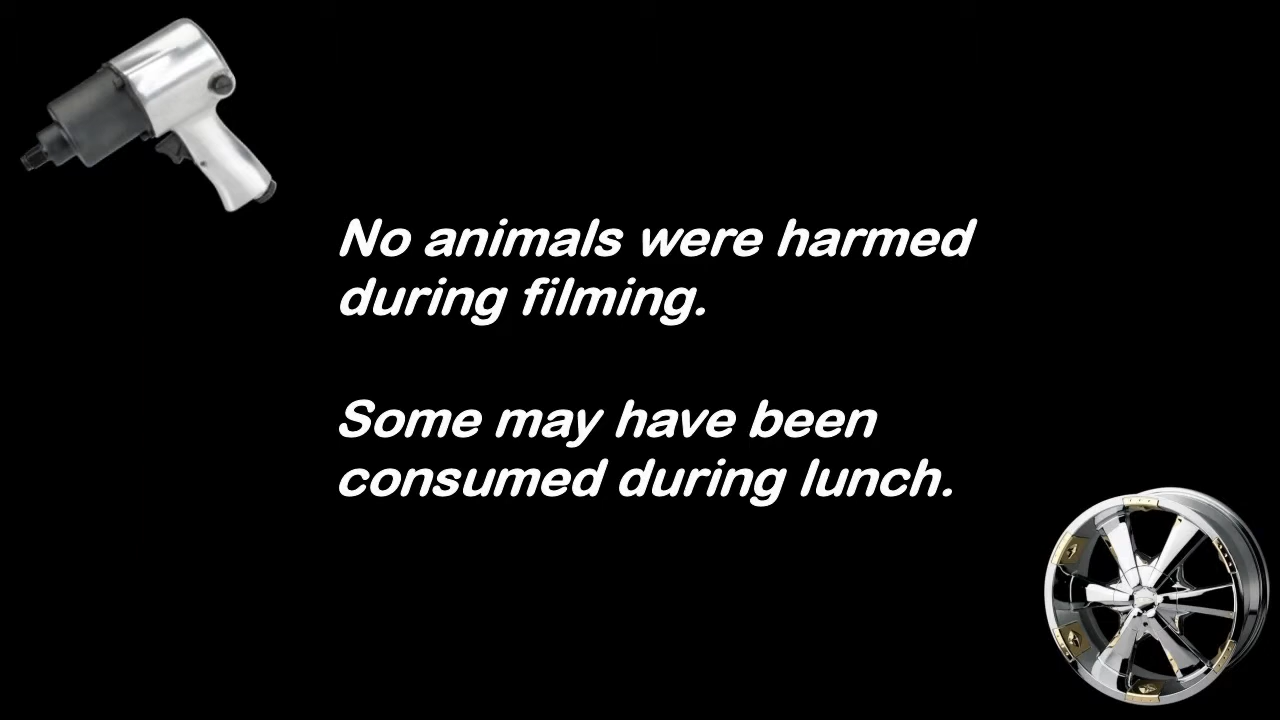 No animals were harmed
during filming.
Some may have been
consumed during lunch.